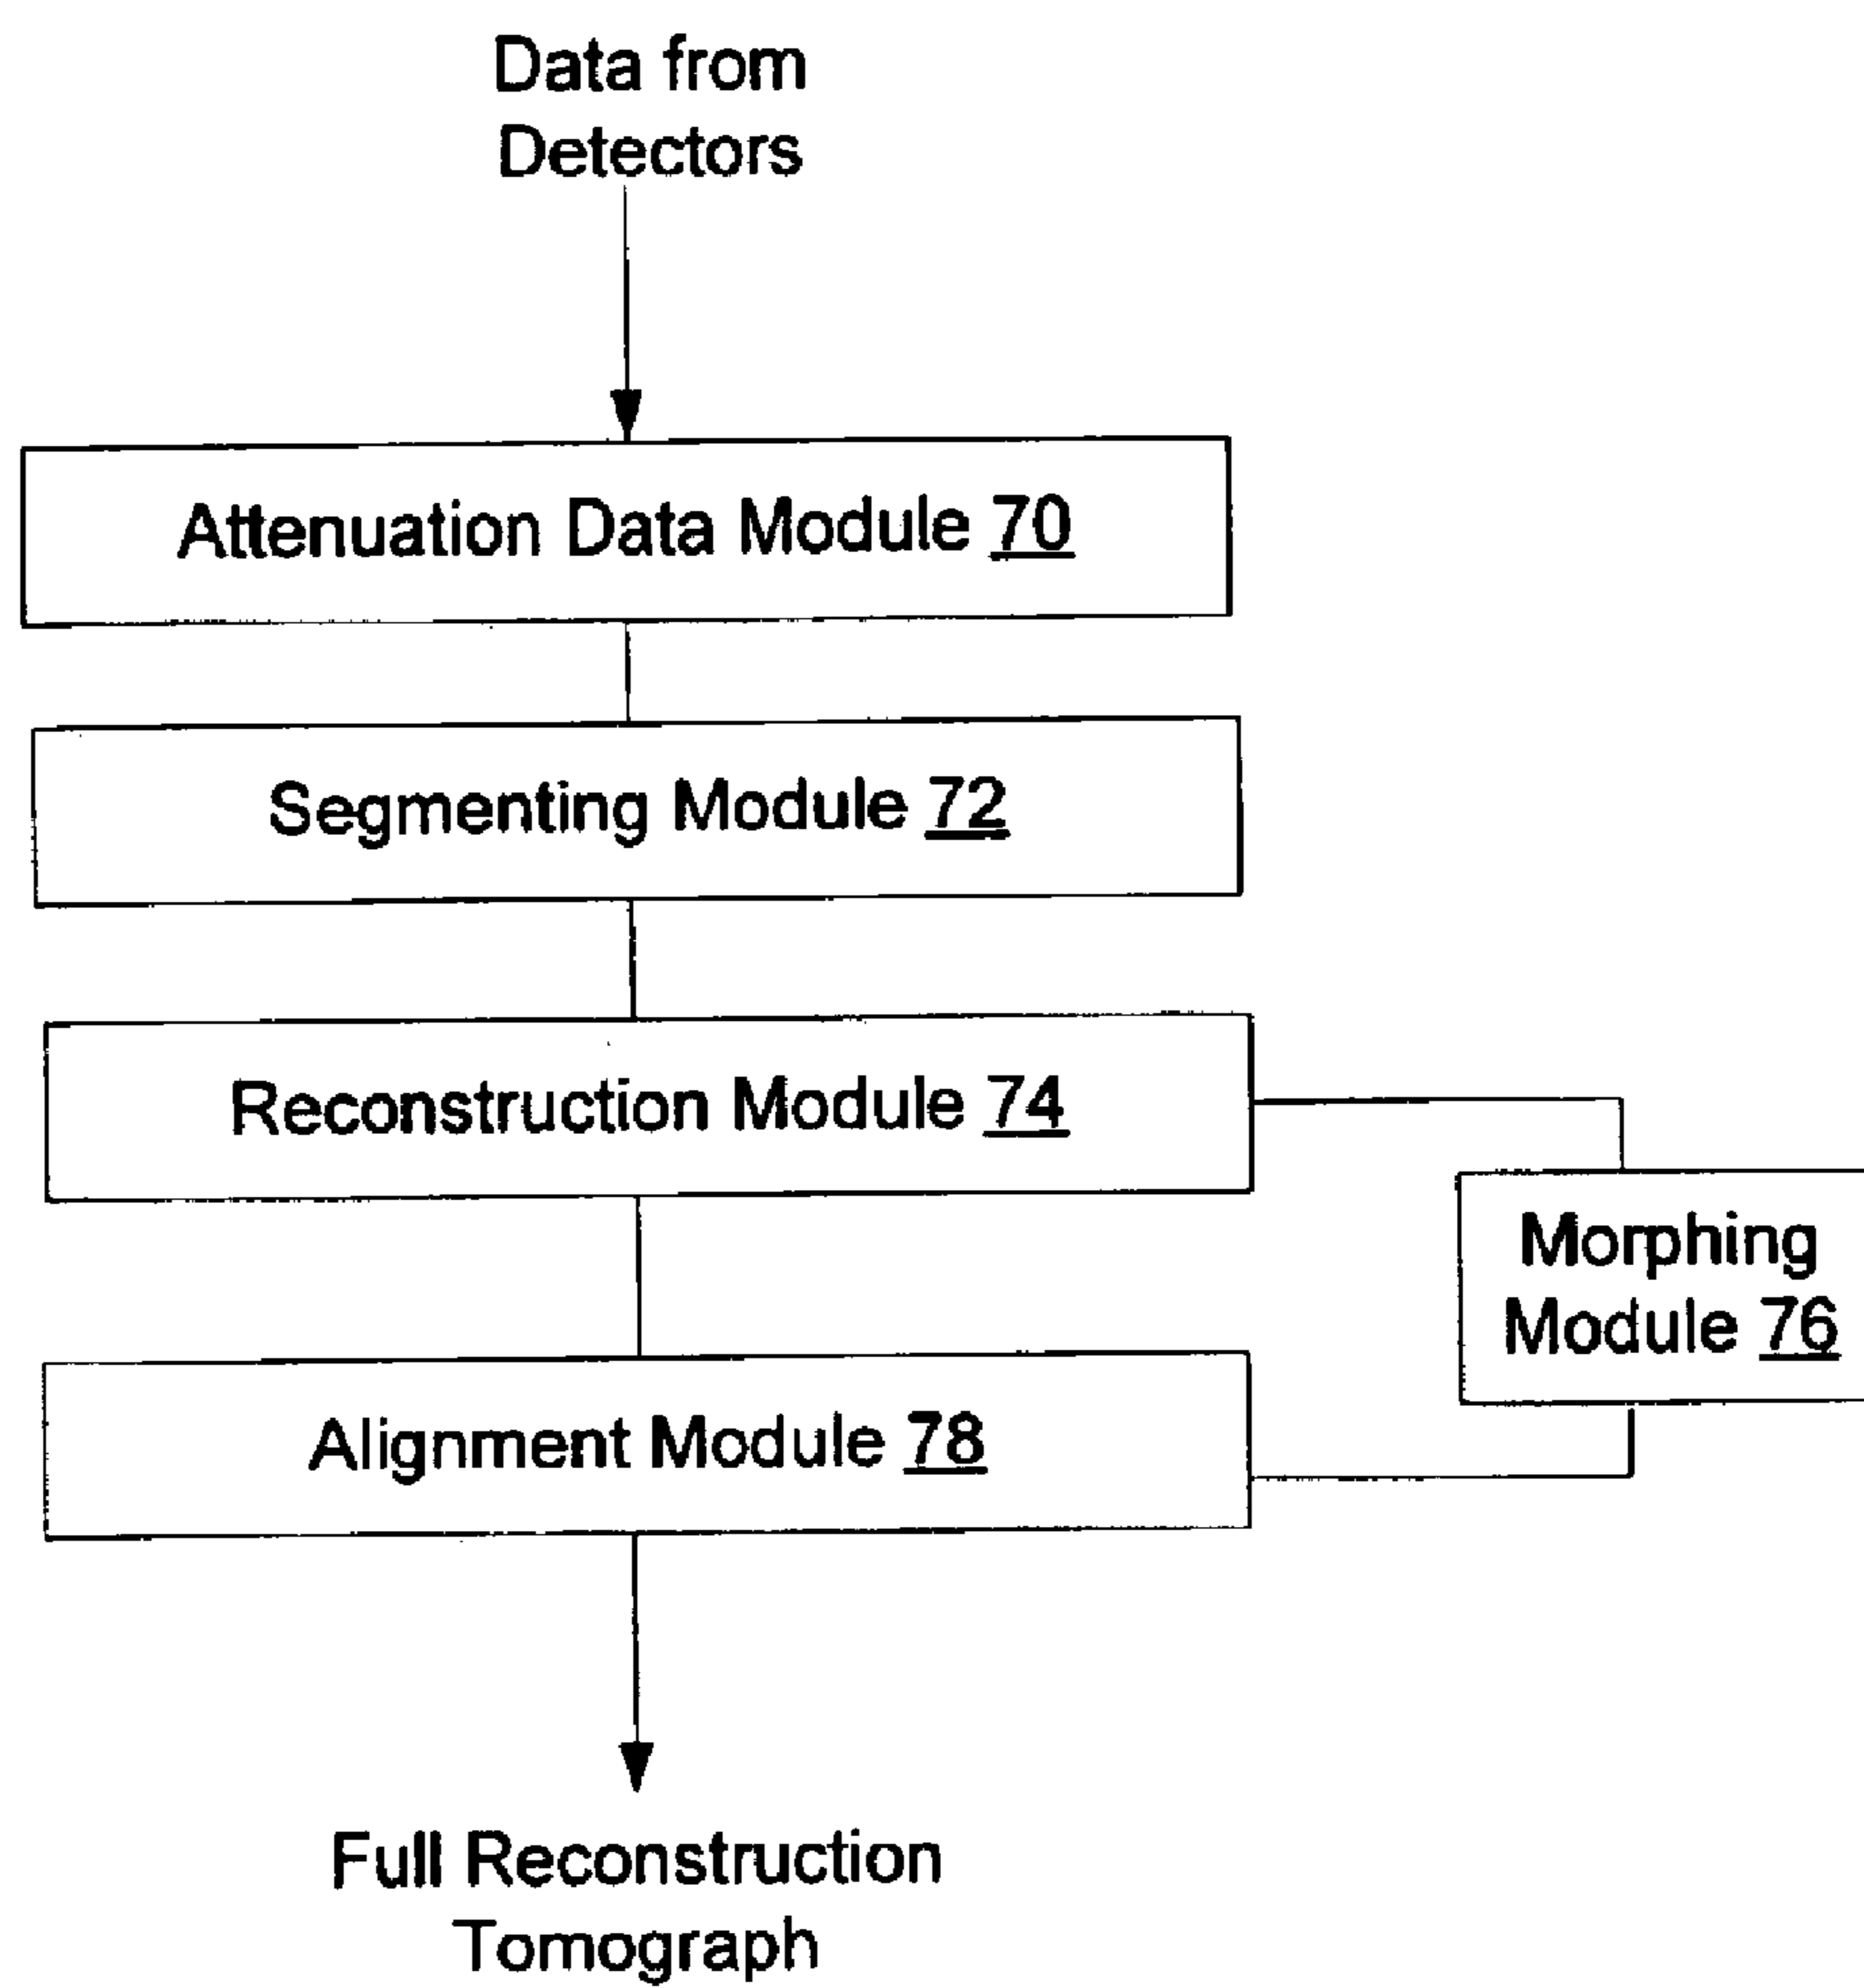 Data from
Detectors
Attenuation Data Module 70
Segmenting Module 72
Reconstruction Module 74
Morphing
Module 76
Alignment Module 78
Full Reconstruction
Tomograph